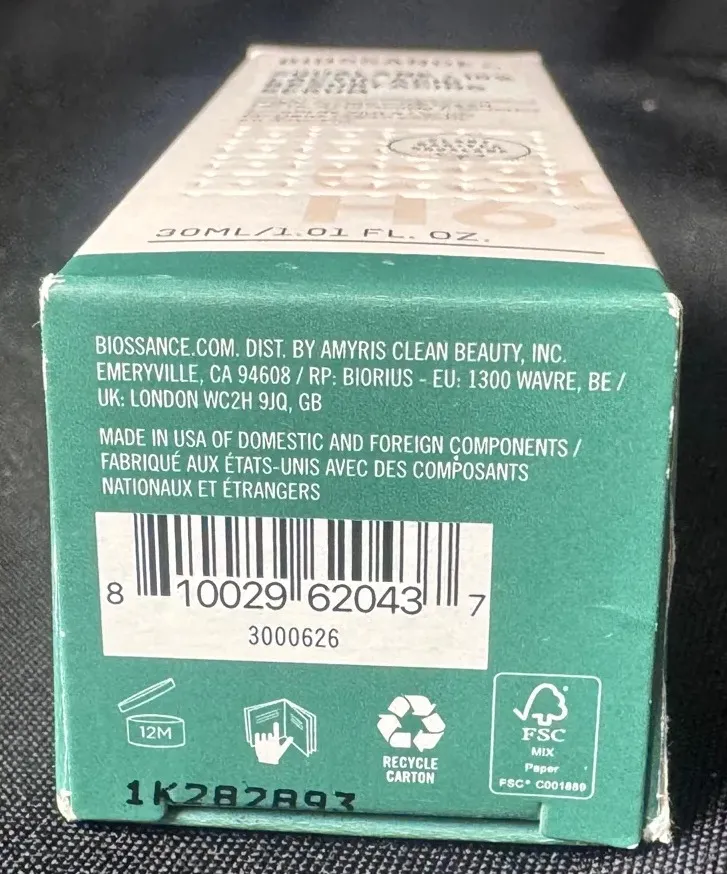 BIOSSANCE
30ML/1.01 FL. OZ.
BIOSSANCE.COM. DIST. BY AMYRIS CLEAN BEAUTY, INC.
EMERYVILLE, CA 94608 / RP: BIORIUS - EU: 1300 WAVRE, BE /
UK: LONDON WC2H 9JQ, GB
MADE IN USA OF DOMESTIC AND FOREIGN COMPONENTS /
FABRIQUÉ AUX ÉTATS-UNIS AVEC DES COMPOSANTS
NATIONAUX ET ÉTRANGERS
8 10029 62043 7
3000626
12M
RECYCLE
CARTON
FSC
MIX
Paper
FSC® C001889
1K282893